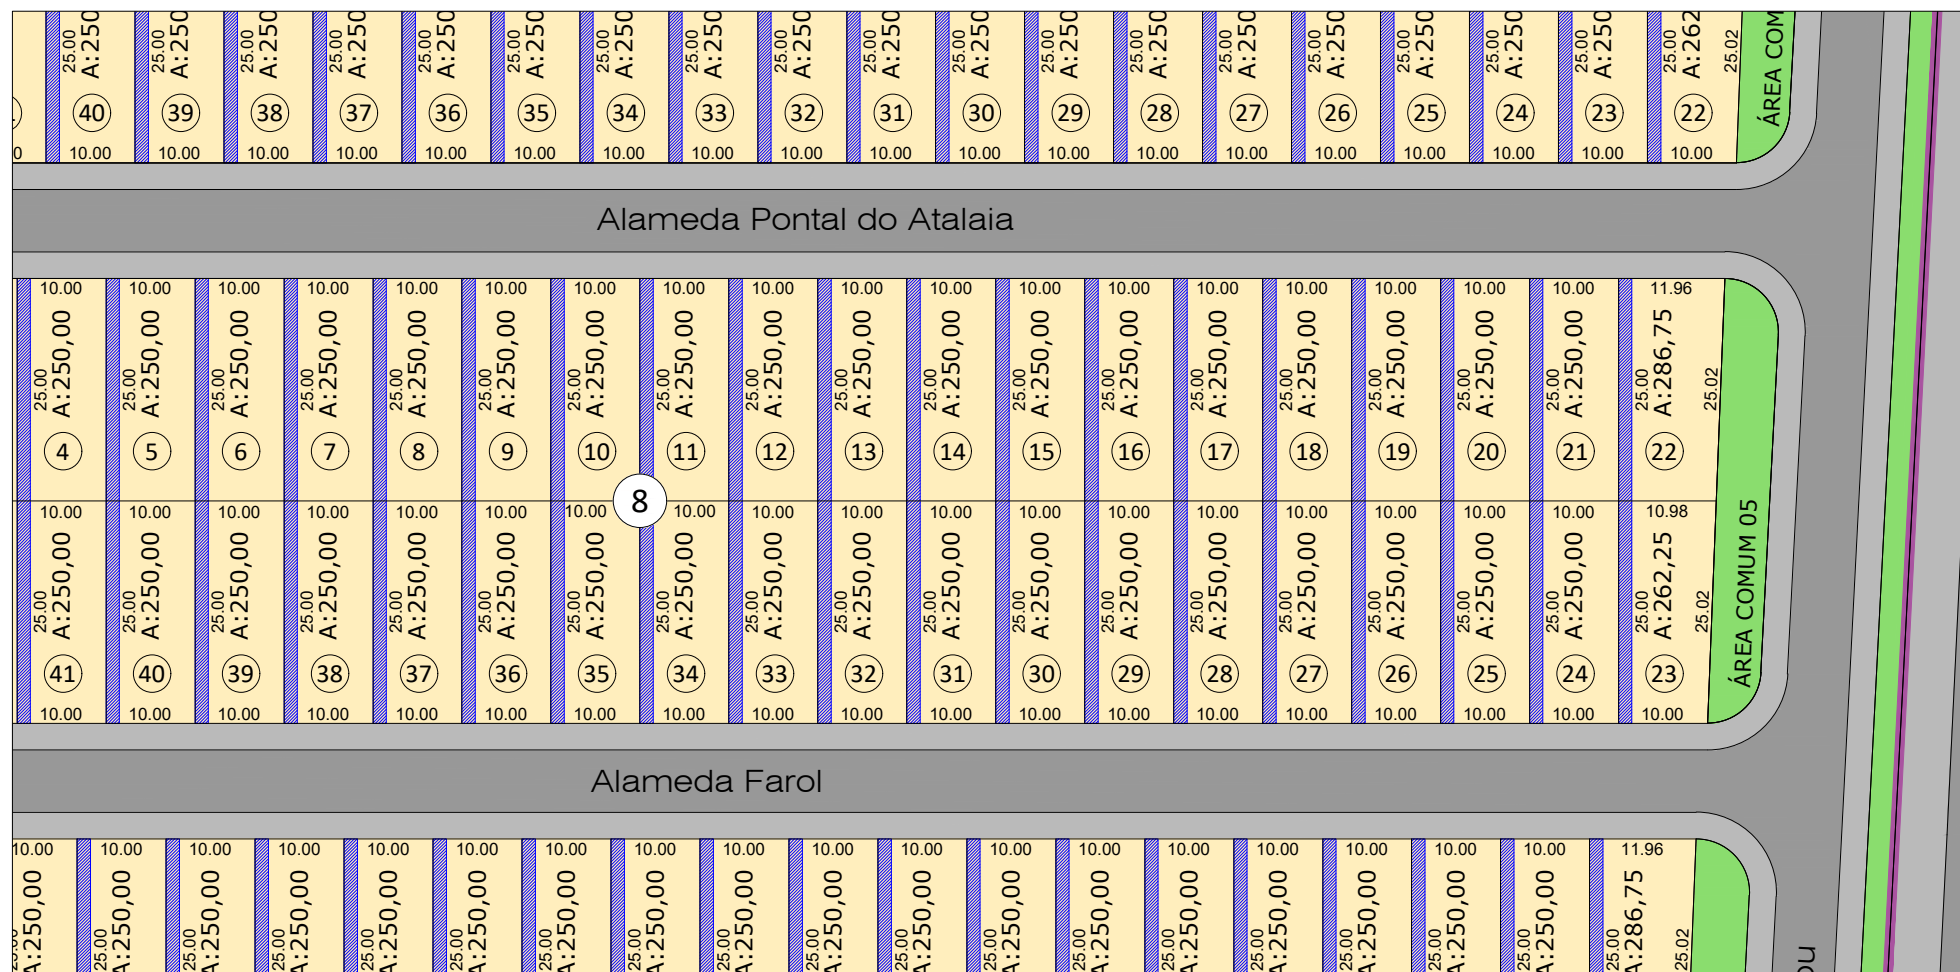 25.00 25.00 25.00 25.00 25.00 25.00 25.00 25.00 25.00 25.00 25.00 25.00 25.00 25.00 25.00 25.00 25.00 25.00 25.00 25.02
A:250 A:250 A:250 A:250 A:250 A:250 A:250 A:250 A:250 A:250 A:250 A:250 A:250 A:250 A:250 A:250 A:250 A:250 A:262
ÁREA COM
40 39 38 37 36 35 34 33 32 31 30 29 28 27 26 25 24 23 22
10.00 10.00 10.00 10.00 10.00 10.00 10.00 10.00 10.00 10.00 10.00 10.00 10.00 10.00 10.00 10.00 10.00 10.00 10.00
Alameda Pontal do Atalaia
10.00 10.00 10.00 10.00 10.00 10.00 10.00 10.00 10.00 10.00 10.00 10.00 10.00 10.00 10.00 10.00 10.00 10.00 11.96
25.00 25.00 25.00 25.00 25.00 25.00 25.00 25.00 25.00 25.00 25.00 25.00 25.00 25.00 25.00 25.00 25.00 25.00 25.00 25.02
A:250,00 A:250,00 A:250,00 A:250,00 A:250,00 A:250,00 A:250,00 A:250,00 A:250,00 A:250,00 A:250,00 A:250,00 A:250,00 A:250,00 A:250,00 A:250,00 A:250,00 A:250,00 A:286,75
4 5 6 7 8 9 10 11 12 13 14 15 16 17 18 19 20 21 22
8
10.00 10.00 10.00 10.00 10.00 10.00 10.00 10.00 10.00 10.00 10.00 10.00 10.00 10.00 10.00 10.00 10.00 10.00 10.98
25.00 25.00 25.00 25.00 25.00 25.00 25.00 25.00 25.00 25.00 25.00 25.00 25.00 25.00 25.00 25.00 25.00 25.00 25.00 25.02
A:250,00 A:250,00 A:250,00 A:250,00 A:250,00 A:250,00 A:250,00 A:250,00 A:250,00 A:250,00 A:250,00 A:250,00 A:250,00 A:250,00 A:250,00 A:250,00 A:250,00 A:250,00 A:262,25
ÁREA COMUM 05
41 40 39 38 37 36 35 34 33 32 31 30 29 28 27 26 25 24 23
10.00 10.00 10.00 10.00 10.00 10.00 10.00 10.00 10.00 10.00 10.00 10.00 10.00 10.00 10.00 10.00 10.00 10.00 10.00
Alameda Farol
10.00 10.00 10.00 10.00 10.00 10.00 10.00 10.00 10.00 10.00 10.00 10.00 10.00 10.00 10.00 10.00 10.00 10.00 11.96
25.00 25.00 25.00 25.00 25.00 25.00 25.00 25.00 25.00 25.00 25.00 25.00 25.00 25.00 25.00 25.00 25.00 25.00 25.00 25.02
A:250,00 A:250,00 A:250,00 A:250,00 A:250,00 A:250,00 A:250,00 A:250,00 A:250,00 A:250,00 A:250,00 A:250,00 A:250,00 A:250,00 A:250,00 A:250,00 A:250,00 A:250,00 A:286,75
ou